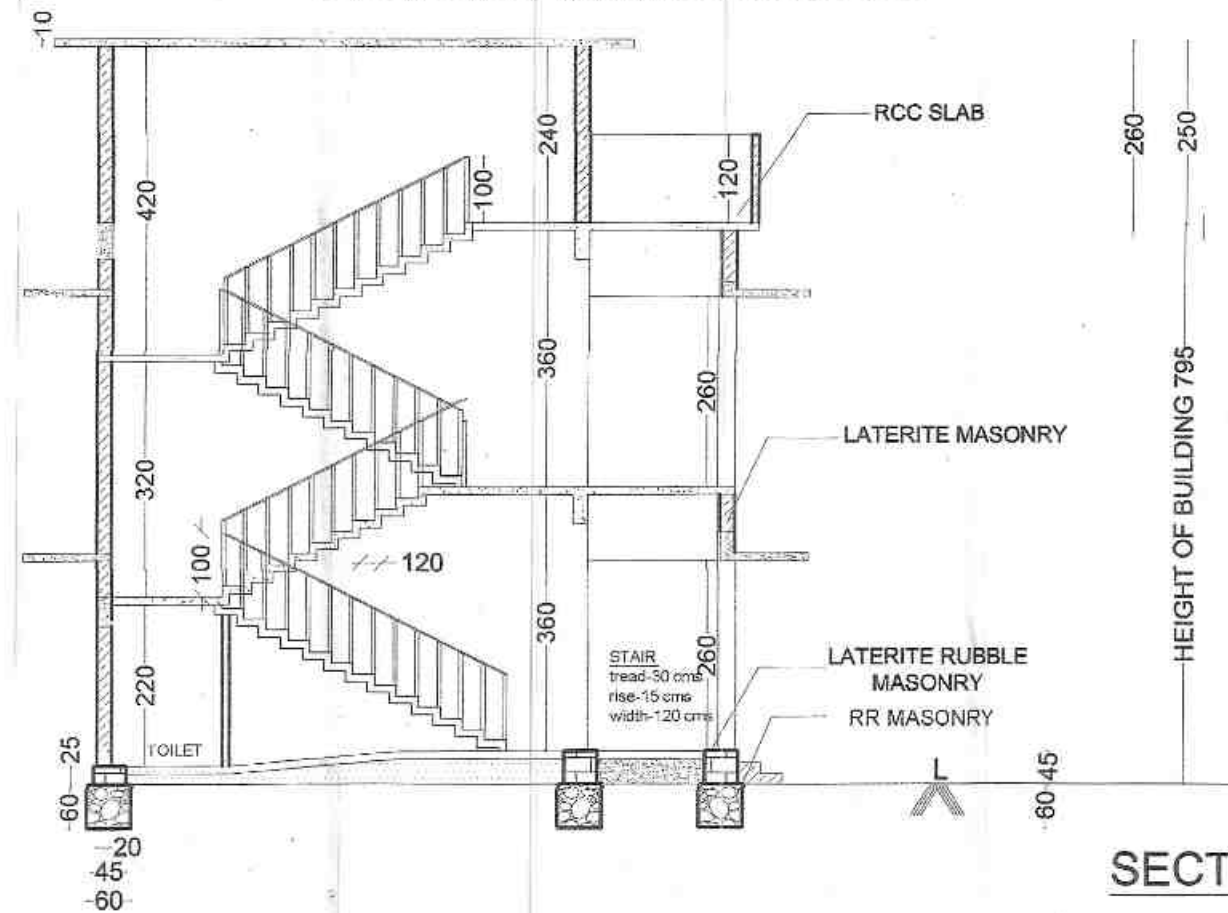 10
420
240
100
120
RCC SLAB
260
250
320
360
260
LATERITE MASONRY
100
120
HEIGHT OF BUILDING 795
220
360
260
STAIR
tread-30 cms
rise-15 cms
width-120 cms
LATERITE RUBBLE
MASONRY
RR MASONRY
TOILET
25
60
L
45
60
20
45
60
SECT